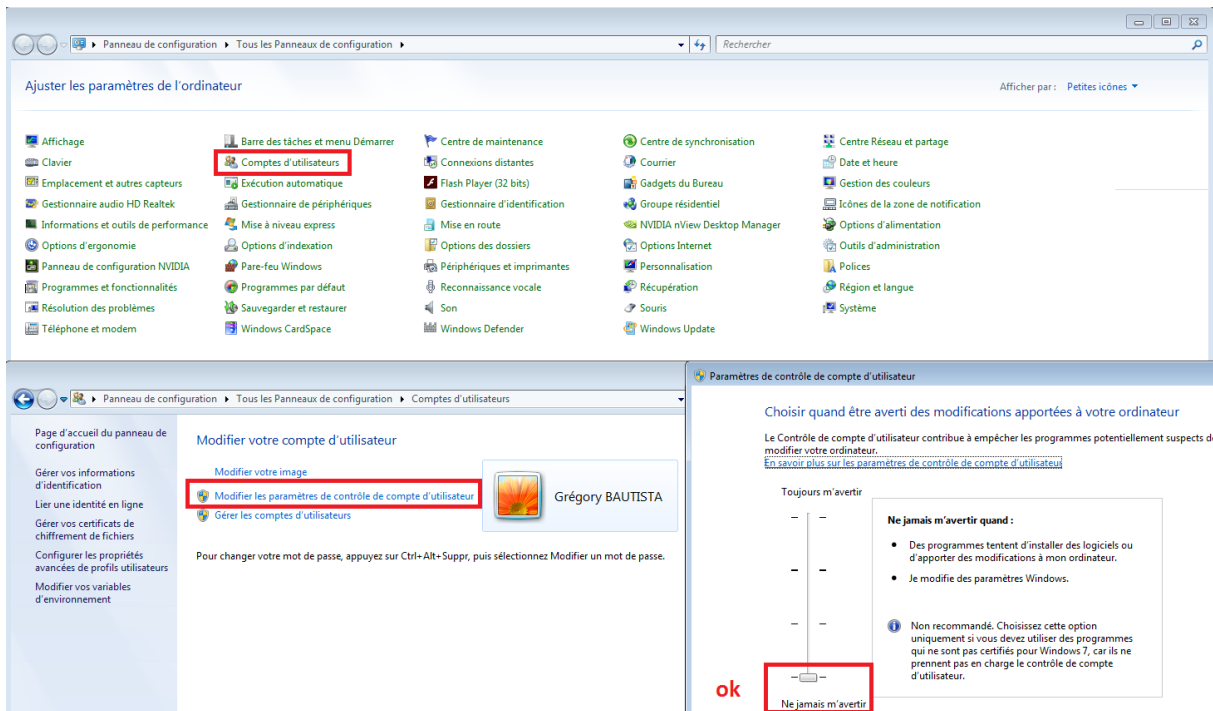 Panneau de configuration ▸ Tous les Panneaux de configuration ▸
Rechercher
Ajuster les paramètres de l'ordinateur
Afficher par : Petites icônes
Affichage
Barre des tâches et menu Démarrer
Centre de maintenance
Centre de synchronisation
Centre Réseau et partage
Clavier
Comptes d'utilisateurs
Connexions distantes
Courrier
Date et heure
Emplacement et autres capteurs
Exécution automatique
Flash Player (32 bits)
Gadgets du Bureau
Gestion des couleurs
Gestionnaire audio HD Realtek
Gestionnaire de périphériques
Gestionnaire d'identification
Groupe résidentiel
Icônes de la zone de notification
Informations et outils de performance
Mise à niveau express
Mise en route
NVIDIA nView Desktop Manager
Options d'alimentation
Options d'ergonomie
Options d'indexation
Options des dossiers
Options Internet
Outils d'administration
Panneau de configuration NVIDIA
Pare-feu Windows
Périphériques et imprimantes
Personnalisation
Polices
Programmes et fonctionnalités
Programmes par défaut
Reconnaissance vocale
Récupération
Région et langue
Résolution des problèmes
Sauvegarder et restaurer
Son
Souris
Système
Téléphone et modem
Windows CardSpace
Windows Defender
Windows Update
Panneau de configuration ▸ Tous les Panneaux de configuration ▸ Comptes d'utilisateurs
Page d'accueil du panneau de
configuration
Gérer vos informations
d'identification
Lier une identité en ligne
Gérer vos certificats de
chiffrement de fichiers
Configurer les propriétés
avancées de profils utilisateurs
Modifier vos variables
d'environnement
Modifier votre compte d'utilisateur
Modifier votre image
Modifier les paramètres de contrôle de compte d'utilisateur
Gérer les comptes d'utilisateurs
Grégory BAUTISTA
Pour changer votre mot de passe, appuyez sur Ctrl+Alt+Suppr, puis sélectionnez Modifier un mot de passe.
Paramètres de contrôle de compte d'utilisateur
Choisir quand être averti des modifications apportées à votre ordinateur
Le Contrôle de compte d'utilisateur contribue à empêcher les programmes potentiellement suspects de
modifier votre ordinateur.
En savoir plus sur les paramètres de contrôle de compte d'utilisateur
Toujours m'avertir
Ne jamais m'avertir quand :
Des programmes tentent d'installer des logiciels ou
d'apporter des modifications à mon ordinateur.
Je modifie des paramètres Windows.
Non recommandé. Choisissez cette option
uniquement si vous devez utiliser des programmes
qui ne sont pas certifiés pour Windows 7, car ils ne
prennent pas en charge le contrôle de compte
d'utilisateur.
ok
Ne jamais m'avertir